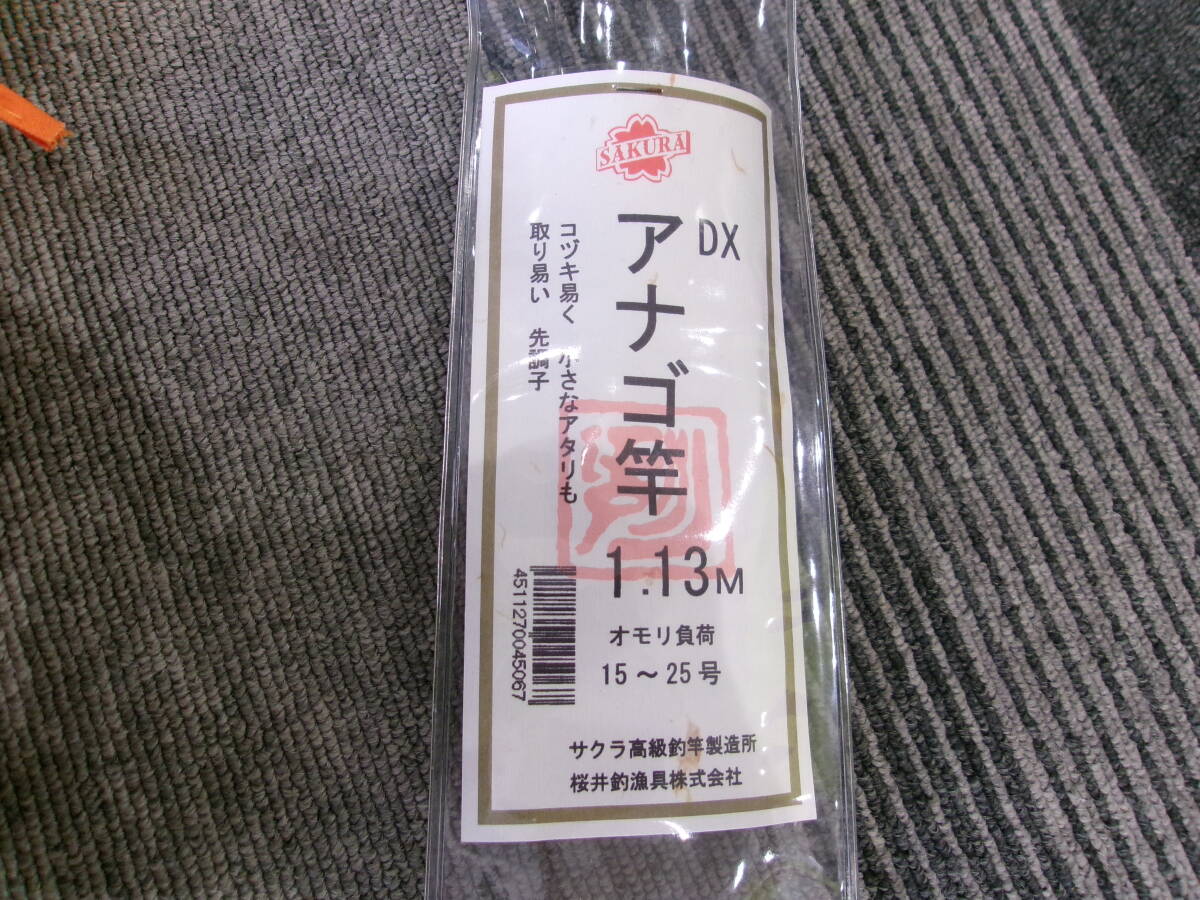 SAKURA
DX
アナゴ竿
コヅキ易く 小さなアタリも
取り易い 先調子
1.13M
オモリ負荷
15～25号
4511270045067
サクラ高級釣竿製造所
桜井釣漁具株式会社